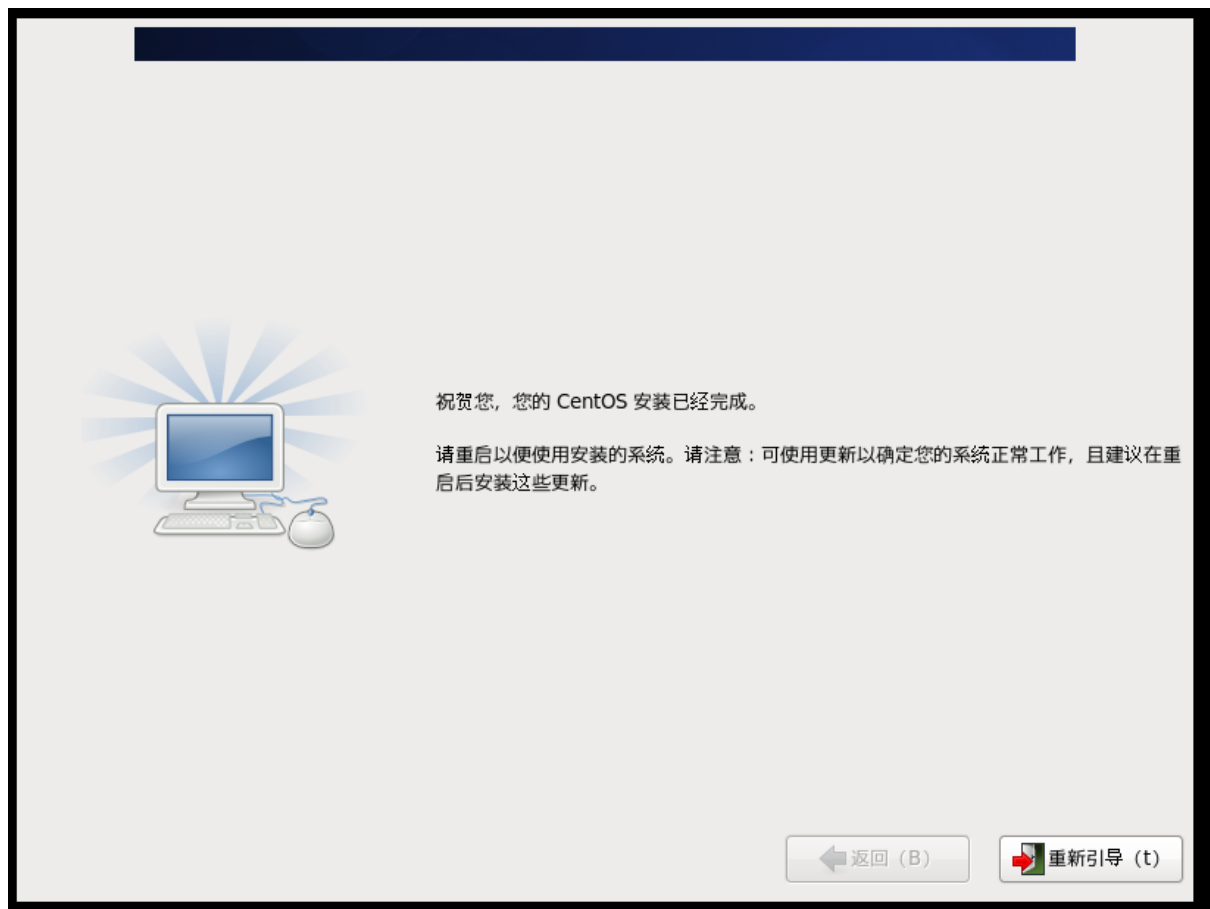 祝贺您，您的 CentOS 安装已经完成。
请重启以便使用安装的系统。请注意：可使用更新以确定您的系统正常工作，且建议在重
启后安装这些更新。
返回（B）
重新引导（t）